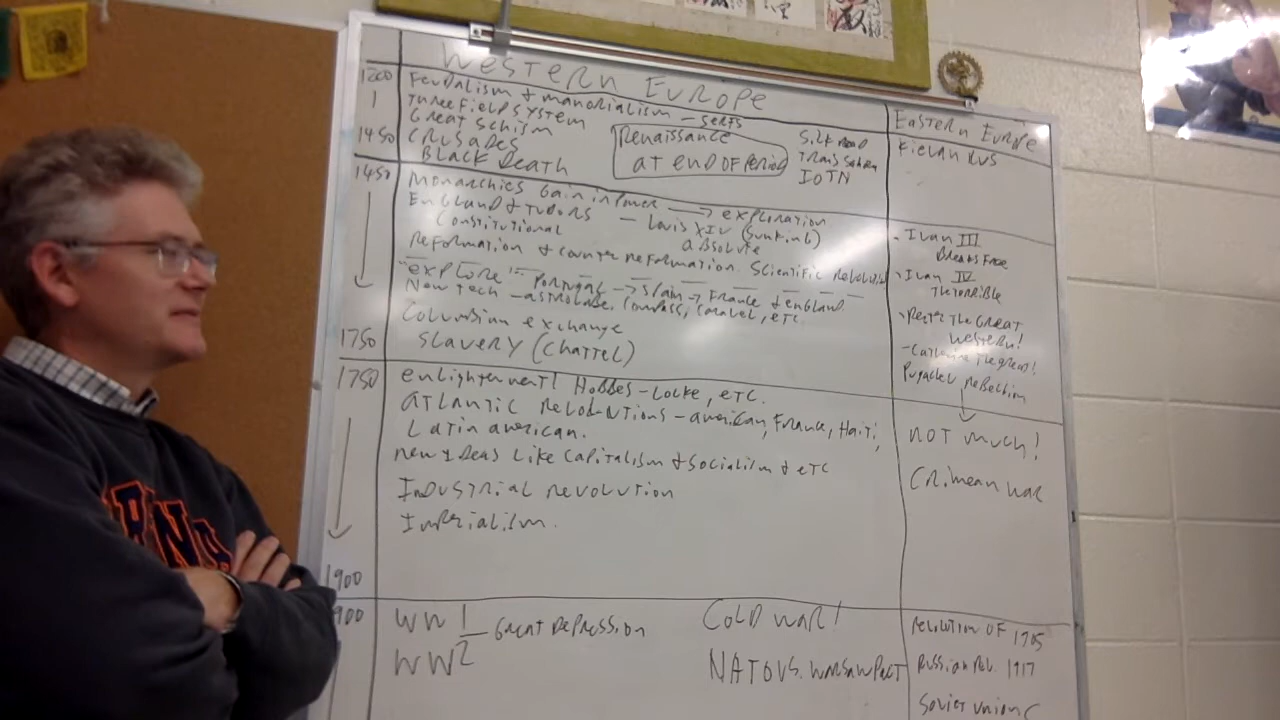 Western Europe
1200
1
1450
Feudalism & manorialism - serfs
Three Field System
Great Schism
Crusades
Black Death
Renaissance
at end of period
Silk Road
Trans Sahara
IOTN
Eastern Europe
Kievan Rus
1450
1750
Monarchies Gain in power → exploration
England & Tudors - Louis XIV (Sun King)
Constitutional absolute
Reformation & Counter Reformation. Scientific Revolution
"explore" Portugal → Spain → France & England
New Tech - astrolabe, Compass, Caravel, etc
Columbian exchange
Slavery (Chattel)
- Ivan III
Breaks Free
- Ivan IV
The Terrible
- Peter The Great
Western!
- Catherine The great!
Pugachev rebellion
1750
1900
enlightenment! Hobbes - Locke, etc.
Atlantic Revolutions - american, France, Haiti,
Latin american.
new Ideas Like Capitalism & Socialism & etc
Industrial revolution
Imperialism.
Not much!
Crimean war
900
WW1
Great Depression
WW2
Cold War!
NATO vs. Warsaw Pact
Revolution of 1905
Russian Rev. 1917
Soviet Union C